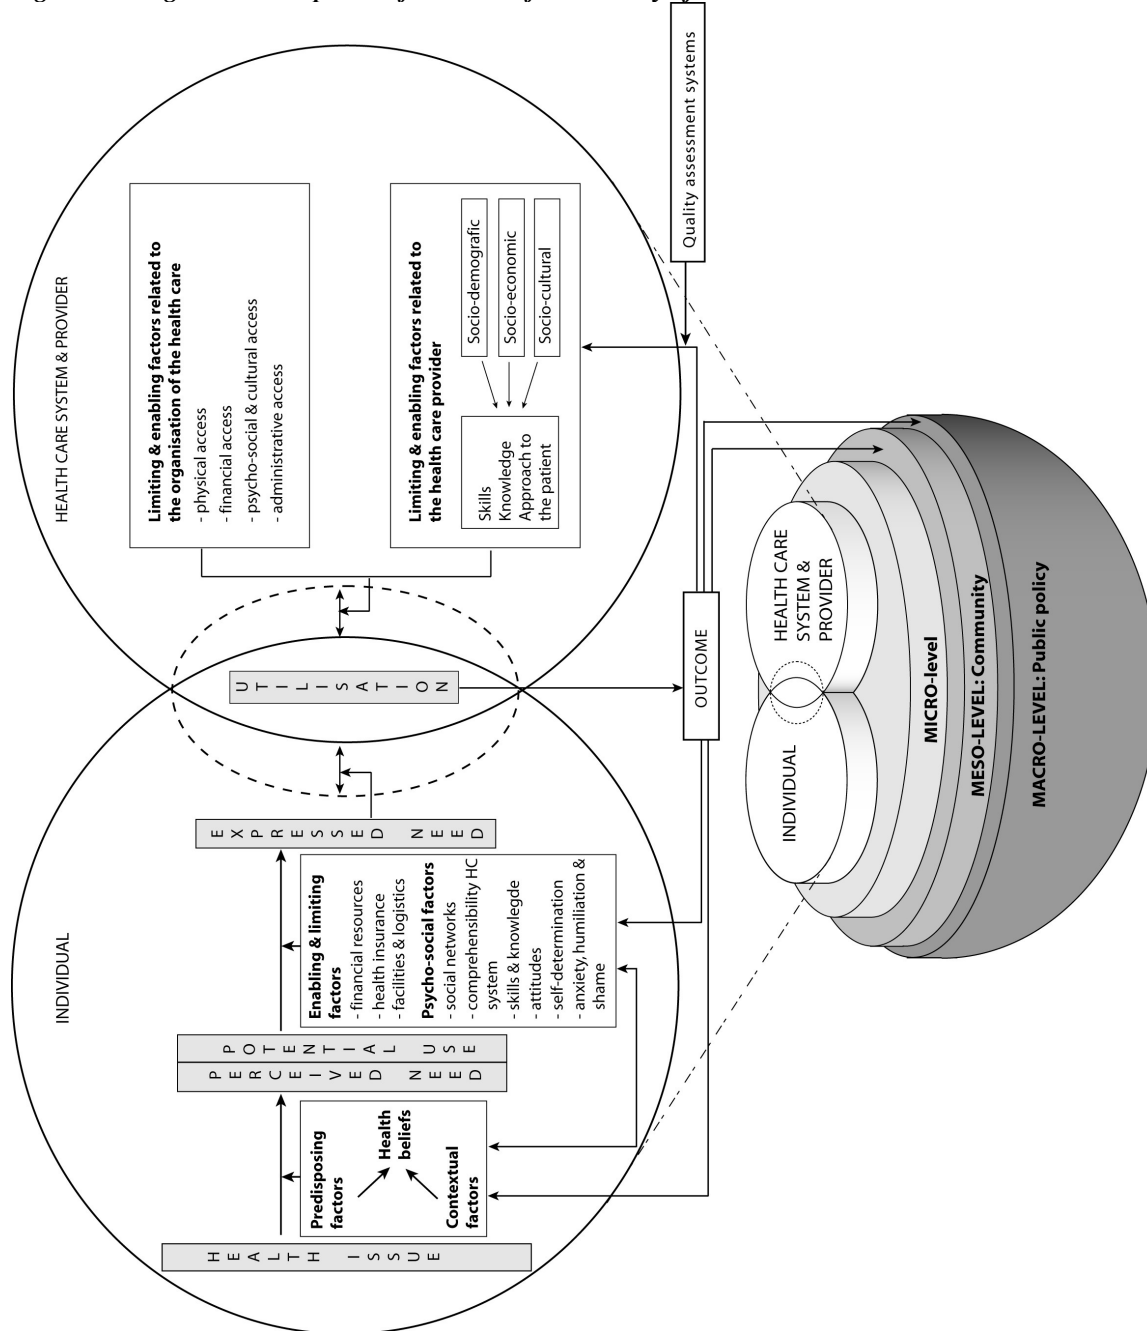 INDIVIDUAL
HEALTH CARE SYSTEM & PROVIDER
HEALTH ISSUE
Predisposing
factors
Health
beliefs
Contextual
factors
PERCEIVED NEED
POTENTIAL USE
Enabling & limiting
factors
- financial resources
- health insurance
- facilities & logistics
Psycho-social factors
- social networks
- comprehensibility HC
system
- skills & knowlegde
- attitudes
- self-determination
- anxiety, humiliation &
shame
EXPRESSED NEED
UTILISATION
Limiting & enabling factors related to
the organisation of the health care
- physical access
- financial access
- psycho-social & cultural access
- administrative access
Limiting & enabling factors related to
the health care provider
Skills
Knowledge
Approach to
the patient
Socio-demografic
Socio-economic
Socio-cultural
OUTCOME
Quality assessment systems
INDIVIDUAL
HEALTH CARE
SYSTEM &
PROVIDER
MICRO-level
MESO-LEVEL: Community
MACRO-LEVEL: Public policy